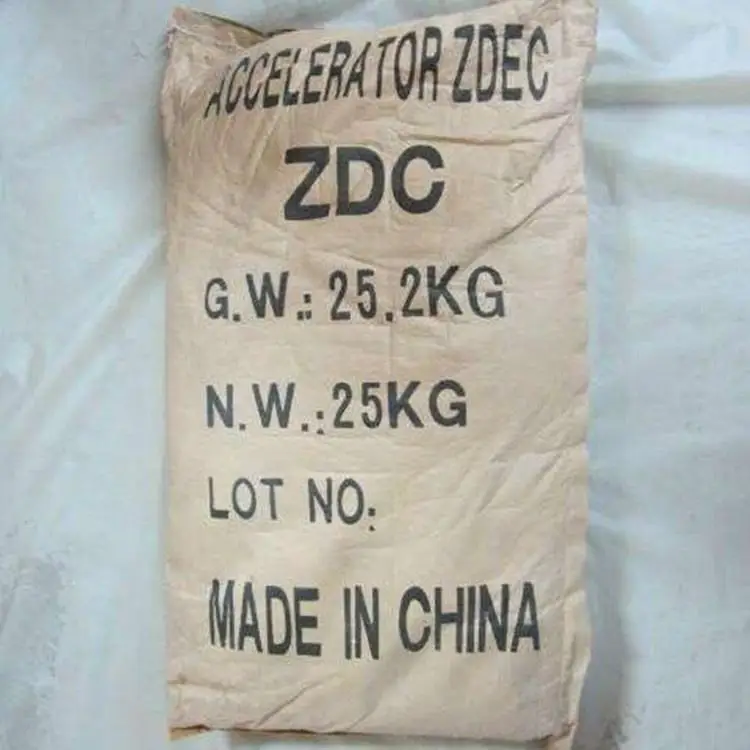 ACCELERATOR ZDEC
ZDC
G.W.: 25.2KG
N.W.:25KG
LOT NO:
MADE IN CHINA